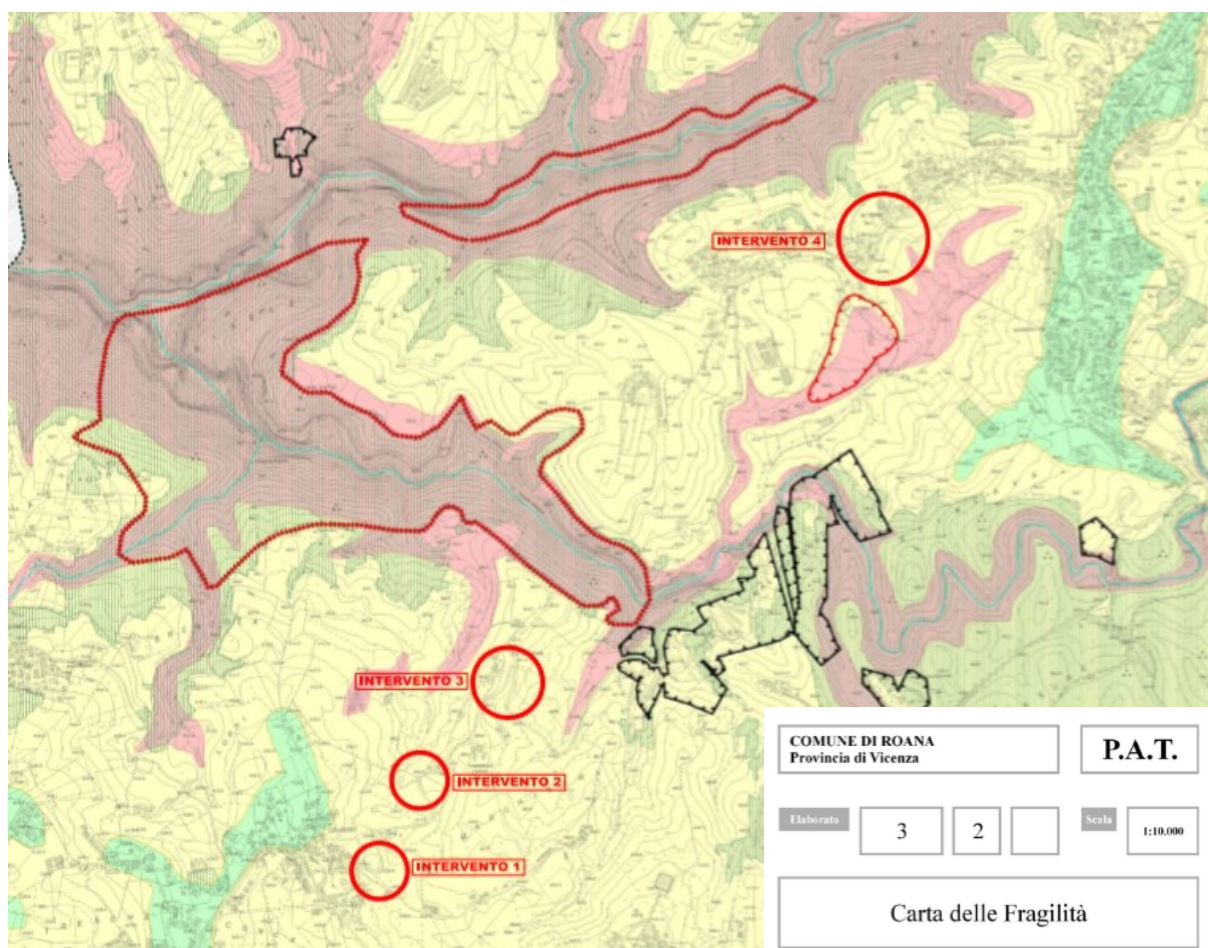 INTERVENTO 4
INTERVENTO 3
INTERVENTO 2
INTERVENTO 1
COMUNE DI ROANA
Provincia di Vicenza
P.A.T.
Elaborato
3
2
Scala
1:10.000
Carta delle Fragilità